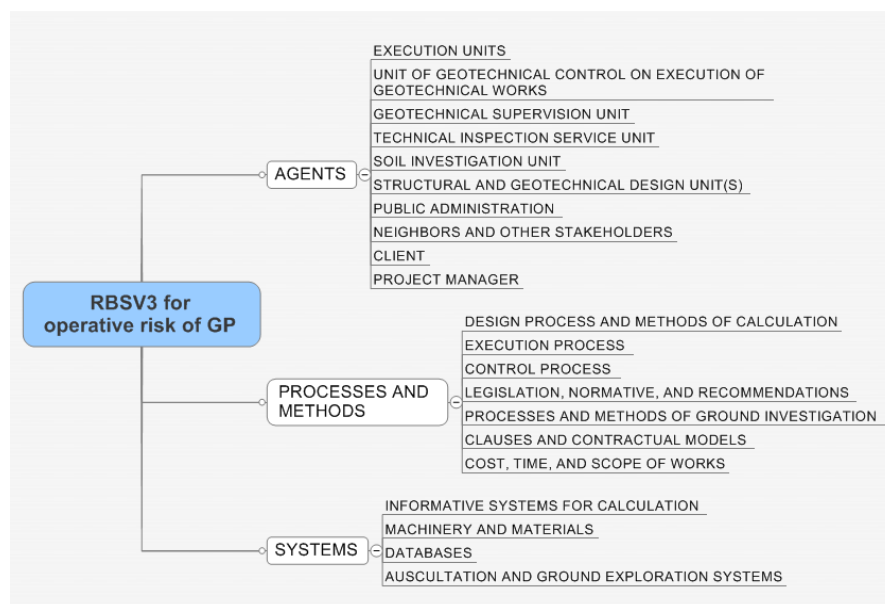 EXECUTION UNITS
UNIT OF GEOTECHNICAL CONTROL ON EXECUTION OF
GEOTECHNICAL WORKS
GEOTECHNICAL SUPERVISION UNIT
TECHNICAL INSPECTION SERVICE UNIT
SOIL INVESTIGATION UNIT
AGENTS
STRUCTURAL AND GEOTECHNICAL DESIGN UNIT(S)
PUBLIC ADMINISTRATION
NEIGHBORS AND OTHER STAKEHOLDERS
CLIENT
PROJECT MANAGER
RBSV3 for
operative risk of GP
DESIGN PROCESS AND METHODS OF CALCULATION
EXECUTION PROCESS
CONTROL PROCESS
PROCESSES AND
METHODS
LEGISLATION, NORMATIVE, AND RECOMMENDATIONS
PROCESSES AND METHODS OF GROUND INVESTIGATION
CLAUSES AND CONTRACTUAL MODELS
COST, TIME, AND SCOPE OF WORKS
INFORMATIVE SYSTEMS FOR CALCULATION
MACHINERY AND MATERIALS
SYSTEMS
DATABASES
AUSCULTATION AND GROUND EXPLORATION SYSTEMS